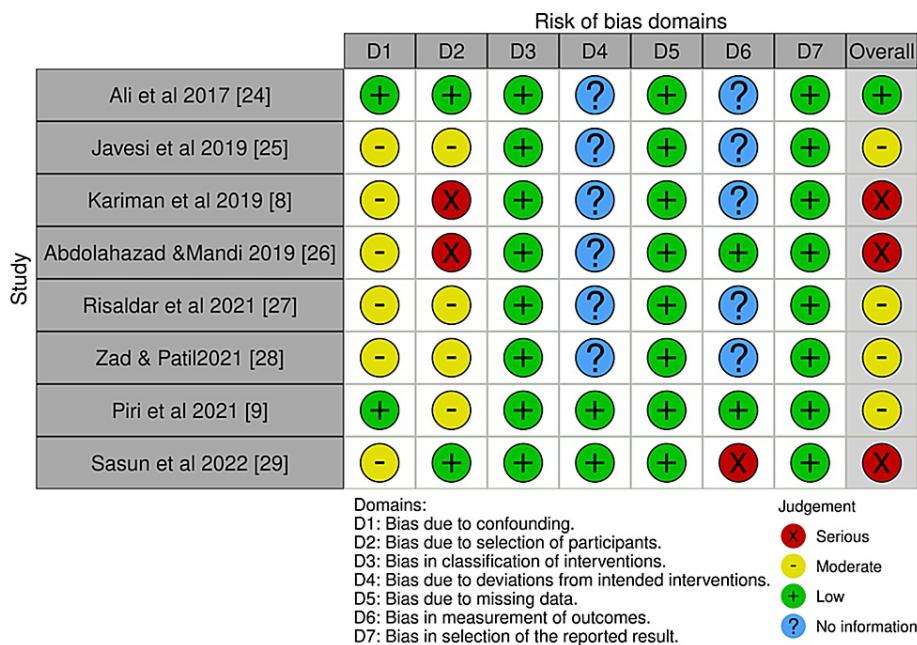 Risk of bias domains
D1 D2 D3 D4 D5 D6 D7 Overall
Study
Ali et al 2017 [24] + + + ? + ? + +
Javesi et al 2019 [25] - - + ? + ? + -
Kariman et al 2019 [8] - X + ? + ? + X
Abdolahazad &Mandi 2019 [26] - X + ? + + + X
Risaldar et al 2021 [27] - - + ? + ? + -
Zad & Patil2021 [28] - - + ? + ? + -
Piri et al 2021 [9] + - + + + + + -
Sasun et al 2022 [29] - + + + + X + X
Domains:
D1: Bias due to confounding.
D2: Bias due to selection of participants.
D3: Bias in classification of interventions.
D4: Bias due to deviations from intended interventions.
D5: Bias due to missing data.
D6: Bias in measurement of outcomes.
D7: Bias in selection of the reported result.
Judgement
X Serious
- Moderate
+ Low
? No information